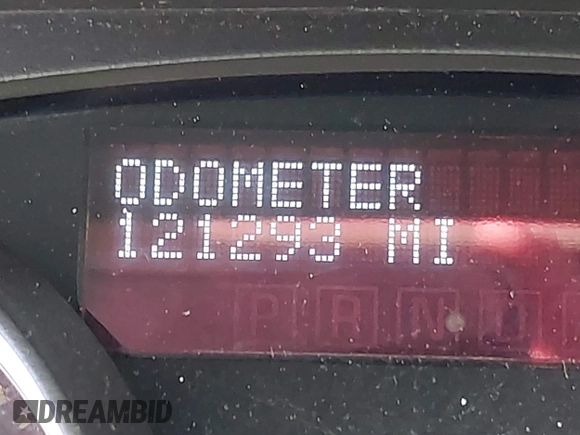 ODOMETER
121293 MI
P R N D
DREAMBID